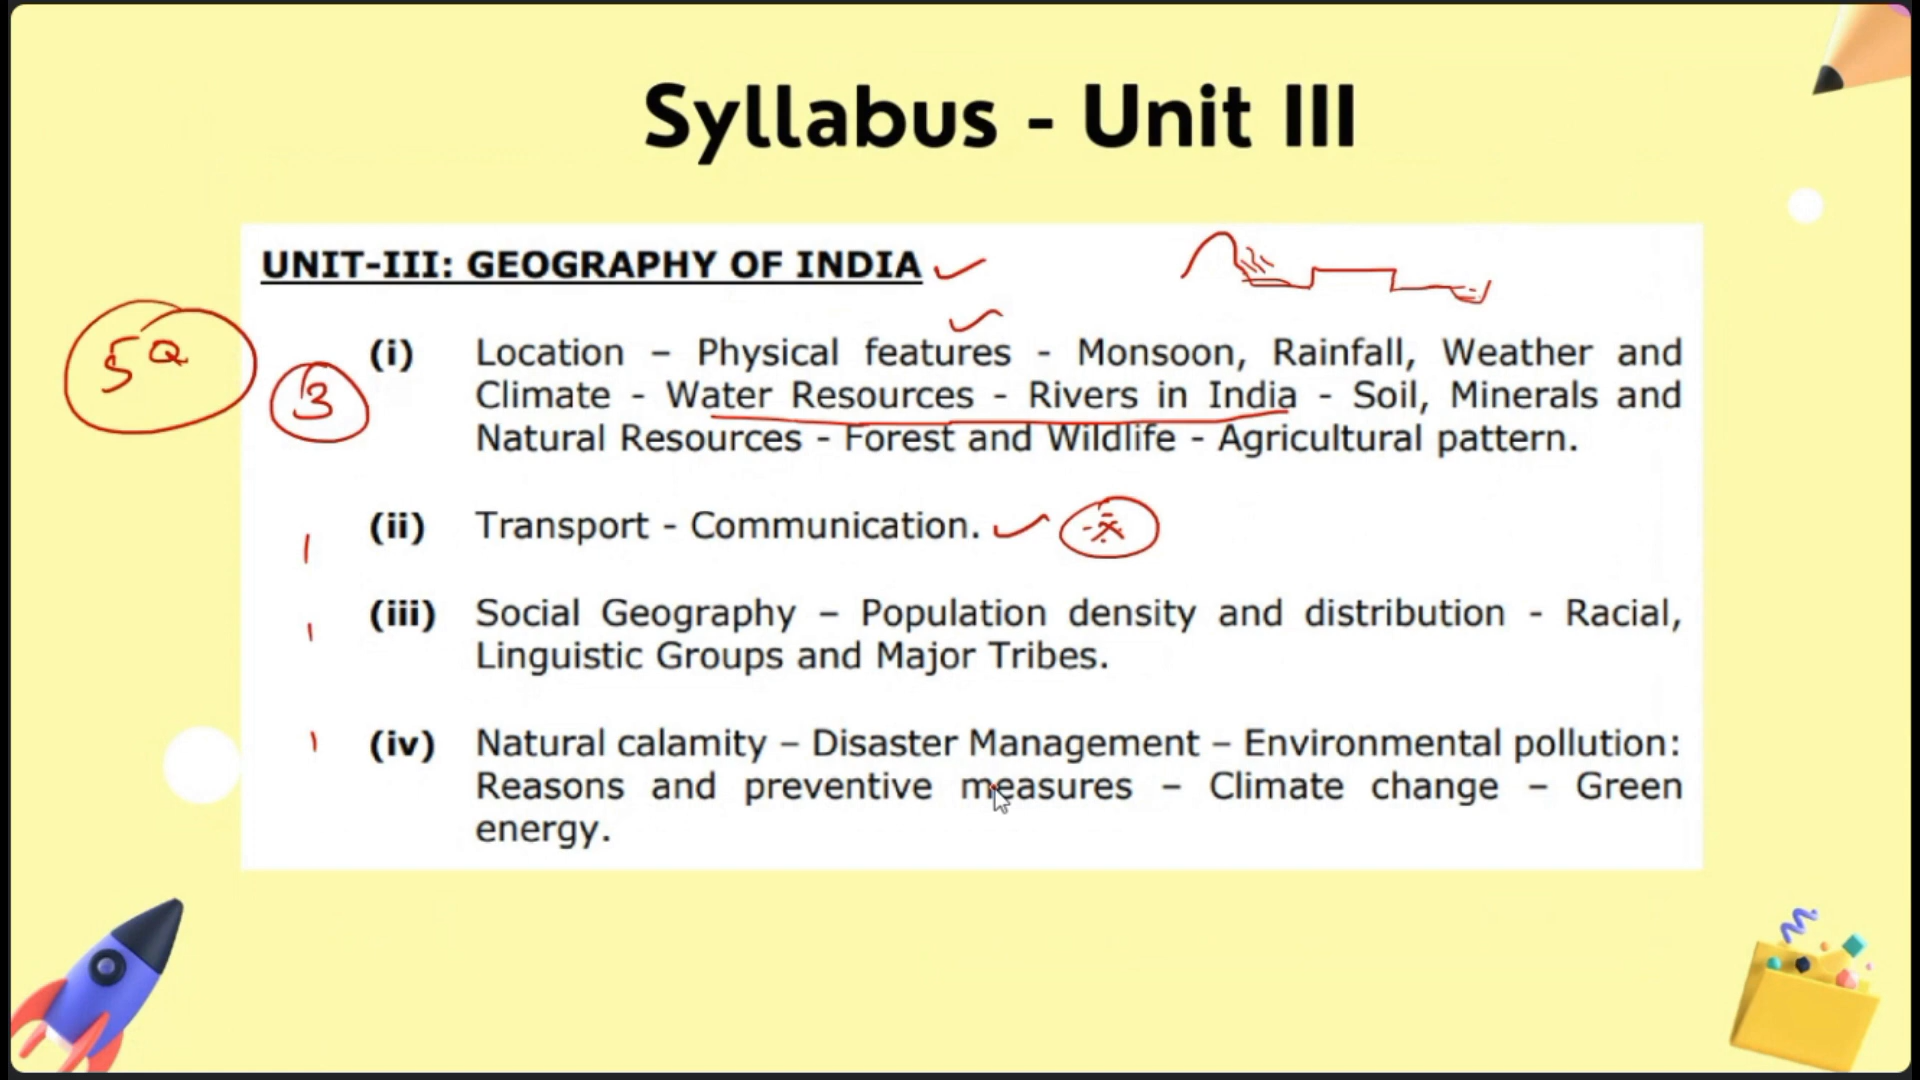 Syllabus - Unit III
UNIT-III: GEOGRAPHY OF INDIA
5Q
3
(i) Location – Physical features - Monsoon, Rainfall, Weather and
Climate - Water Resources - Rivers in India - Soil, Minerals and
Natural Resources - Forest and Wildlife - Agricultural pattern.
1
(ii) Transport - Communication.
1
(iii) Social Geography – Population density and distribution - Racial,
Linguistic Groups and Major Tribes.
1
(iv) Natural calamity – Disaster Management – Environmental pollution:
Reasons and preventive measures – Climate change – Green
energy.